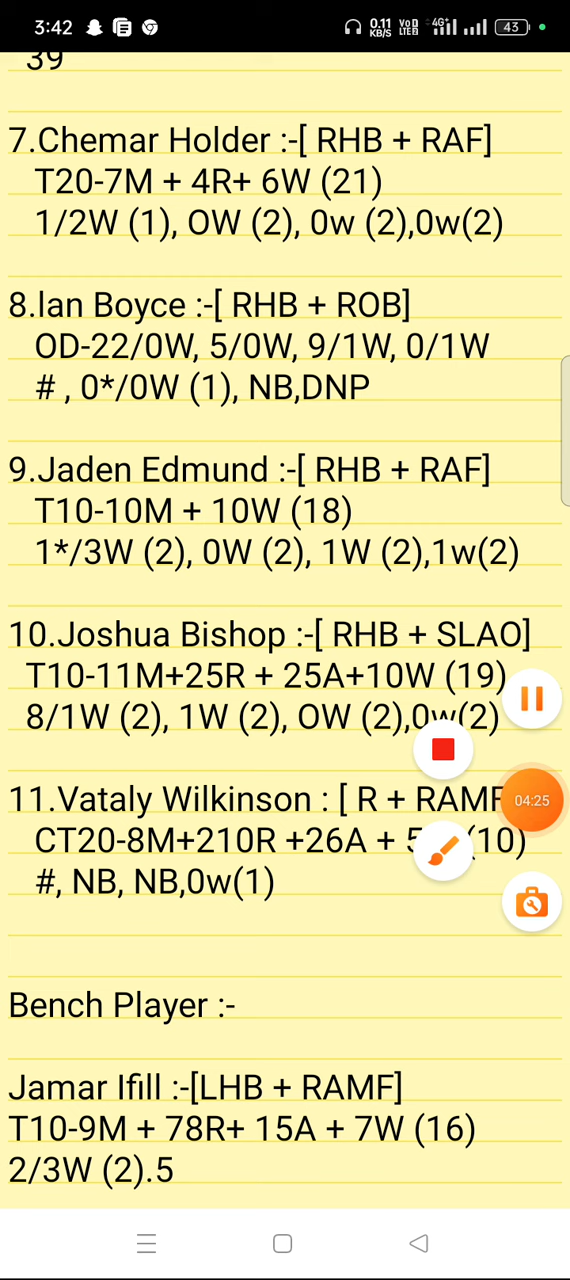 3:42 0.11 KB/S VoD LTE2 4G+ 43
39
7.Chemar Holder :-[ RHB + RAF]
T20-7M + 4R+ 6W (21)
1/2W (1), OW (2), 0w (2),0w(2)
8.Ian Boyce :-[ RHB + ROB]
OD-22/0W, 5/0W, 9/1W, 0/1W
# , 0*/0W (1), NB,DNP
9.Jaden Edmund :-[ RHB + RAF]
T10-10M + 10W (18)
1*/3W (2), 0W (2), 1W (2),1w(2)
10.Joshua Bishop :-[ RHB + SLAO]
T10-11M+25R + 25A+10W (19)
8/1W (2), 1W (2), OW (2),0w(2)
11.Vataly Wilkinson : [ R + RAMF
04:25
CT20-8M+210R +26A + (10)
#, NB, NB,0w(1)
Bench Player :-
Jamar Ifill :-[LHB + RAMF]
T10-9M + 78R+ 15A + 7W (16)
2/3W (2).5